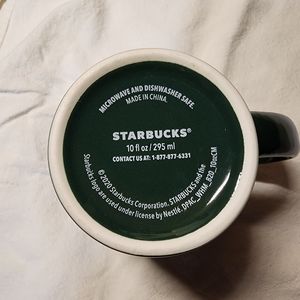 MICROWAVE AND DISHWASHER SAFE.
MADE IN CHINA.
STARBUCKS®
10 fl oz / 295 ml
CONTACT US AT: 1-877-877-6331
©2020 Starbucks Corporation. STARBUCKS and the
Starbucks logo are used under license by Nestlé. DPAC_WHM_820_10ozCM